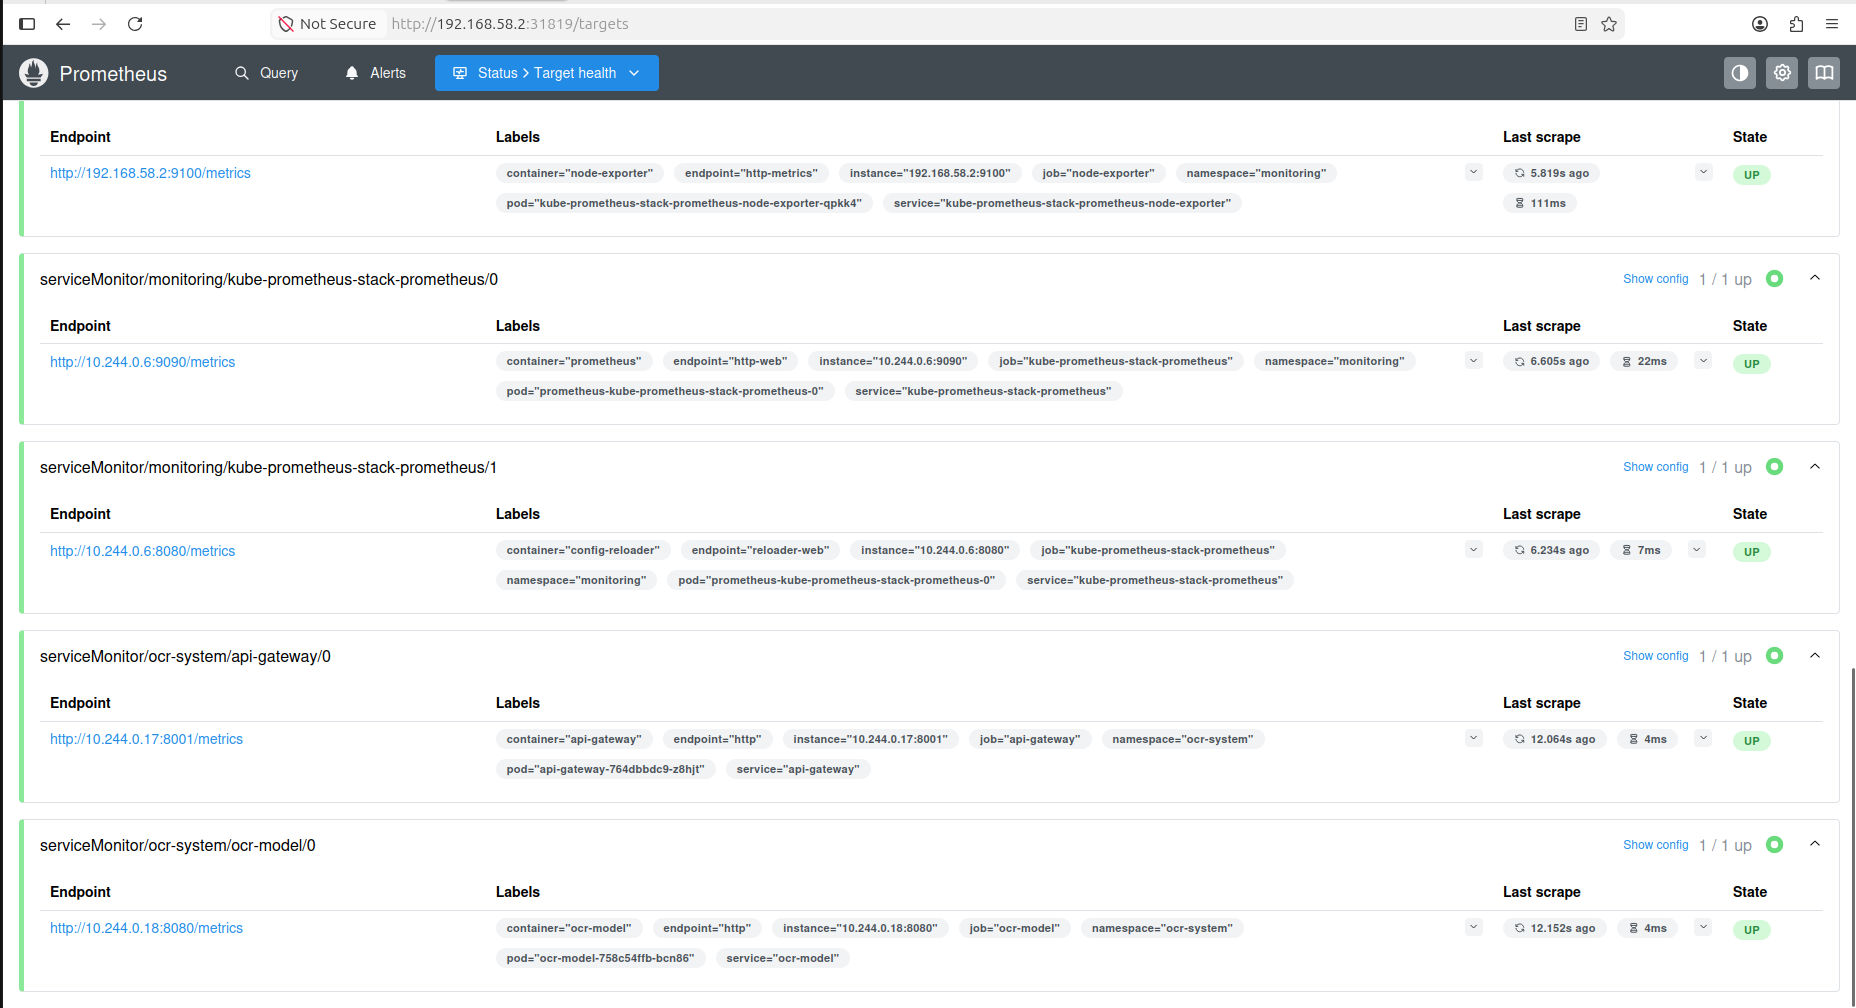 Not Secure http://192.168.58.2:31819/targets
Prometheus Query Alerts Status > Target health
Endpoint Labels Last scrape State
http://192.168.58.2:9100/metrics container="node-exporter" endpoint="http-metrics" instance="192.168.58.2:9100" job="node-exporter" namespace="monitoring" 5.819s ago UP
pod="kube-prometheus-stack-prometheus-node-exporter-qpkk4" service="kube-prometheus-stack-prometheus-node-exporter" 111ms
serviceMonitor/monitoring/kube-prometheus-stack-prometheus/0 Show config 1 / 1 up
Endpoint Labels Last scrape State
http://10.244.0.6:9090/metrics container="prometheus" endpoint="http-web" instance="10.244.0.6:9090" job="kube-prometheus-stack-prometheus" namespace="monitoring" 6.605s ago 22ms UP
pod="prometheus-kube-prometheus-stack-prometheus-0" service="kube-prometheus-stack-prometheus"
serviceMonitor/monitoring/kube-prometheus-stack-prometheus/1 Show config 1 / 1 up
Endpoint Labels Last scrape State
http://10.244.0.6:8080/metrics container="config-reloader" endpoint="reloader-web" instance="10.244.0.6:8080" job="kube-prometheus-stack-prometheus" 6.234s ago 7ms UP
namespace="monitoring" pod="prometheus-kube-prometheus-stack-prometheus-0" service="kube-prometheus-stack-prometheus"
serviceMonitor/ocr-system/api-gateway/0 Show config 1 / 1 up
Endpoint Labels Last scrape State
http://10.244.0.17:8001/metrics container="api-gateway" endpoint="http" instance="10.244.0.17:8001" job="api-gateway" namespace="ocr-system" 12.064s ago 4ms UP
pod="api-gateway-764dbbdc9-z8hjt" service="api-gateway"
serviceMonitor/ocr-system/ocr-model/0 Show config 1 / 1 up
Endpoint Labels Last scrape State
http://10.244.0.18:8080/metrics container="ocr-model" endpoint="http" instance="10.244.0.18:8080" job="ocr-model" namespace="ocr-system" 12.152s ago 4ms UP
pod="ocr-model-758c54ffb-bcn86" service="ocr-model"